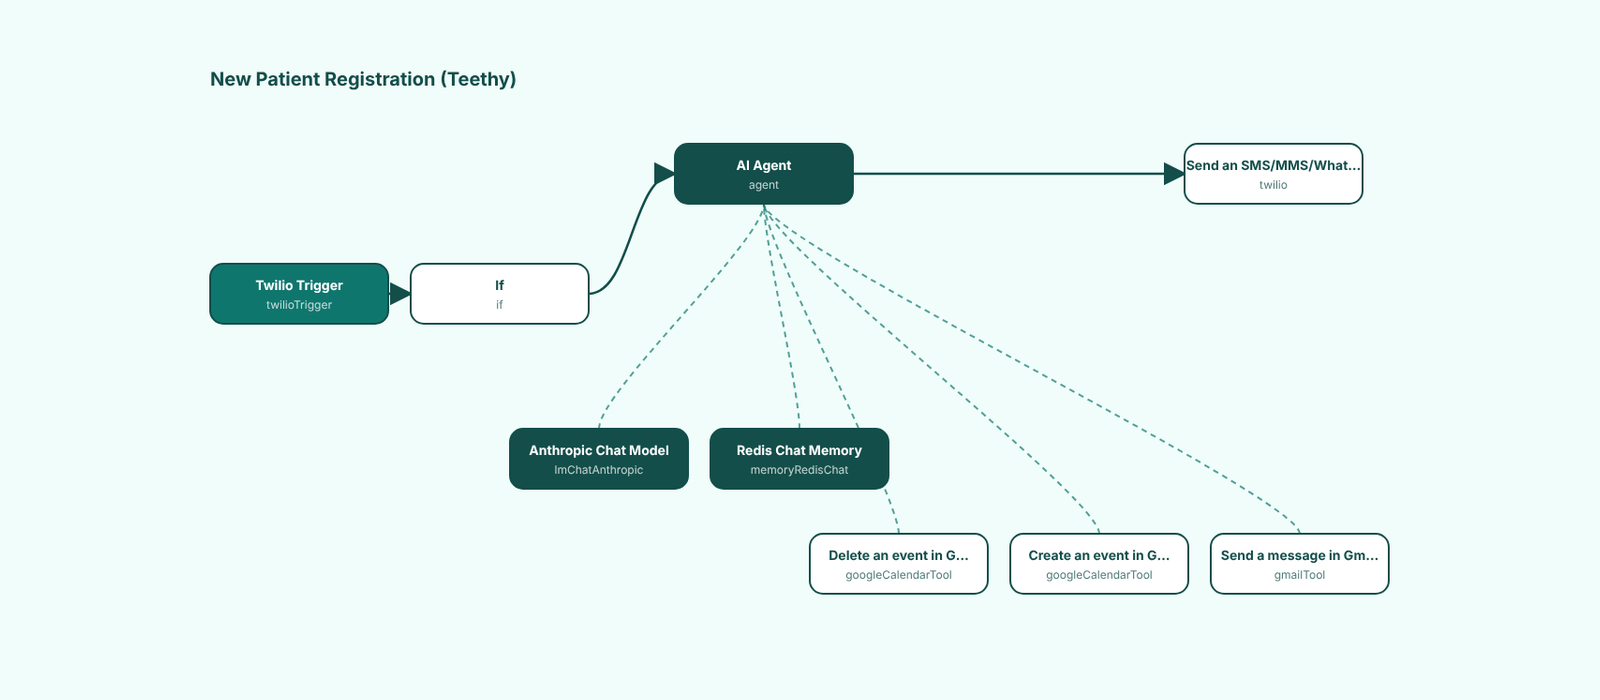 New Patient Registration (Teethy)
AI Agent
agent
Send an SMS/MMS/What...
twilio
Twilio Trigger
twilioTrigger
If
if
Anthropic Chat Model
lmChatAnthropic
Redis Chat Memory
memoryRedisChat
Delete an event in G...
googleCalendarTool
Create an event in G...
googleCalendarTool
Send a message in Gm...
gmailTool